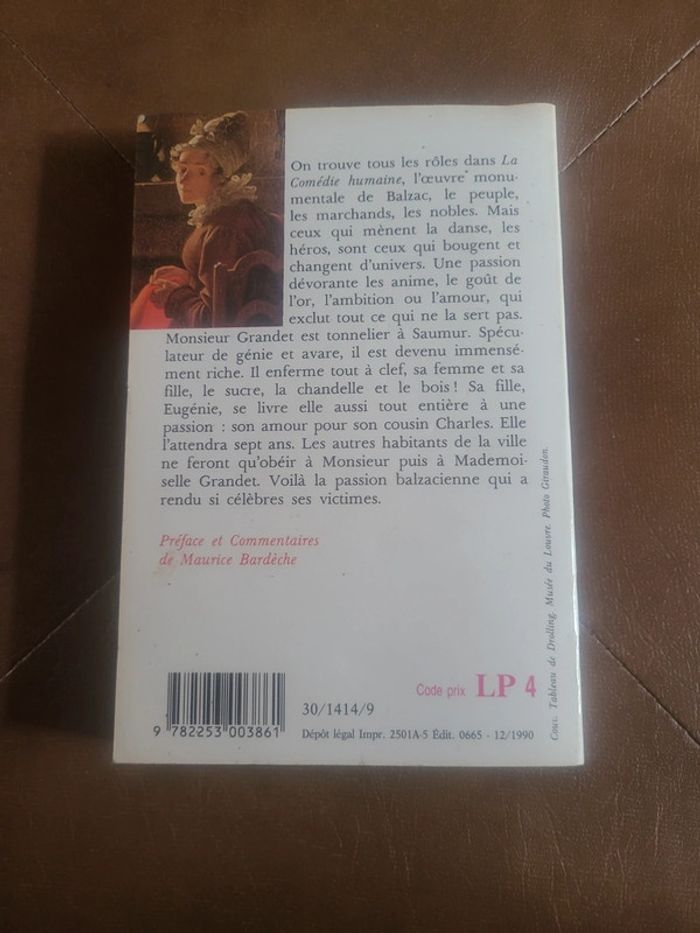 On trouve tous les rôles dans La
Comédie humaine, l'œuvre monu-
mentale de Balzac, le peuple,
les marchands, les nobles. Mais
ceux qui mènent la danse, les
héros, sont ceux qui bougent et
changent d'univers. Une passion
dévorante les anime, le goût de
l'or, l'ambition ou l'amour, qui
exclut tout ce qui ne la sert pas.
Monsieur Grandet est tonnelier à Saumur. Spécu-
lateur de génie et avare, il est devenu immensé-
ment riche. Il enferme tout à clef, sa femme et sa
fille, le sucre, la chandelle et le bois ! Sa fille,
Eugénie, se livre elle aussi tout entière à une
passion : son amour pour son cousin Charles. Elle
l'attendra sept ans. Les autres habitants de la ville
ne feront qu'obéir à Monsieur puis à Mademoi-
selle Grandet. Voilà la passion balzacienne qui a
rendu si célèbres ses victimes.
Préface et Commentaires
de Maurice Bardèche
Code prix LP 4
30/1414/9
9 782253 003861
Dépôt légal Impr. 2501A-5 Édit. 0665 - 12/1990
Couv. Tableau de Drolling. Musée du Louvre. Photo Giraudon.